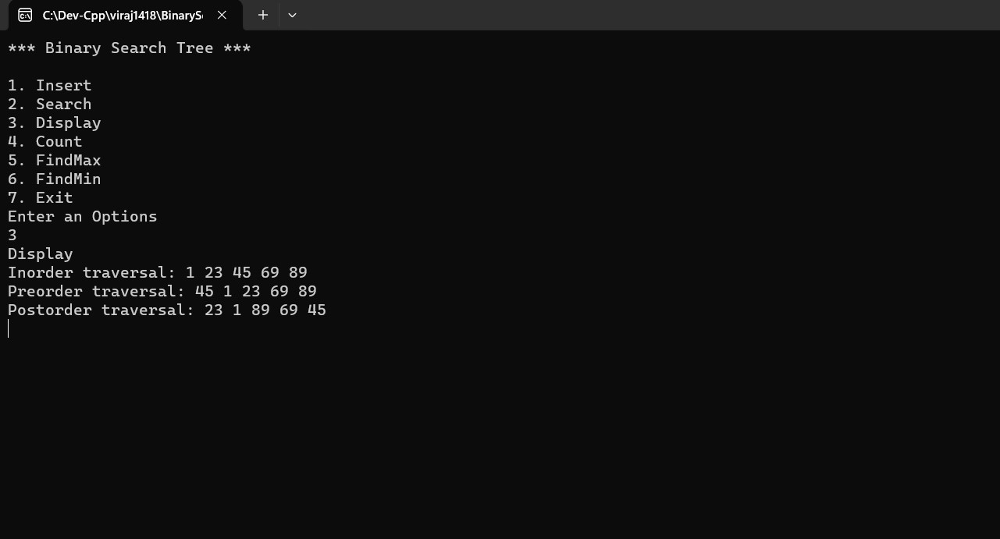 C:\Dev-Cpp\viraj1418\BinaryS
*** Binary Search Tree ***
1. Insert
2. Search
3. Display
4. Count
5. FindMax
6. FindMin
7. Exit
Enter an Options
3
Display
Inorder traversal: 1 23 45 69 89
Preorder traversal: 45 1 23 69 89
Postorder traversal: 23 1 89 69 45